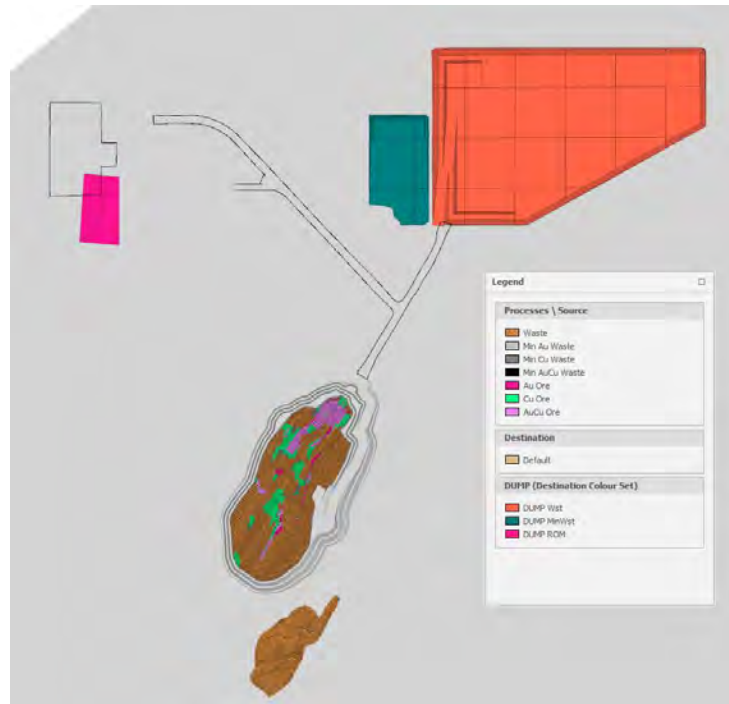 Legend
Processes \ Source
Waste
Min Au Waste
Min Cu Waste
Min AuCu Waste
Au Ore
Cu Ore
AuCu Ore
Destination
Default
DUMP (Destination Colour Set)
DUMP Wst
DUMP MinWst
DUMP ROM